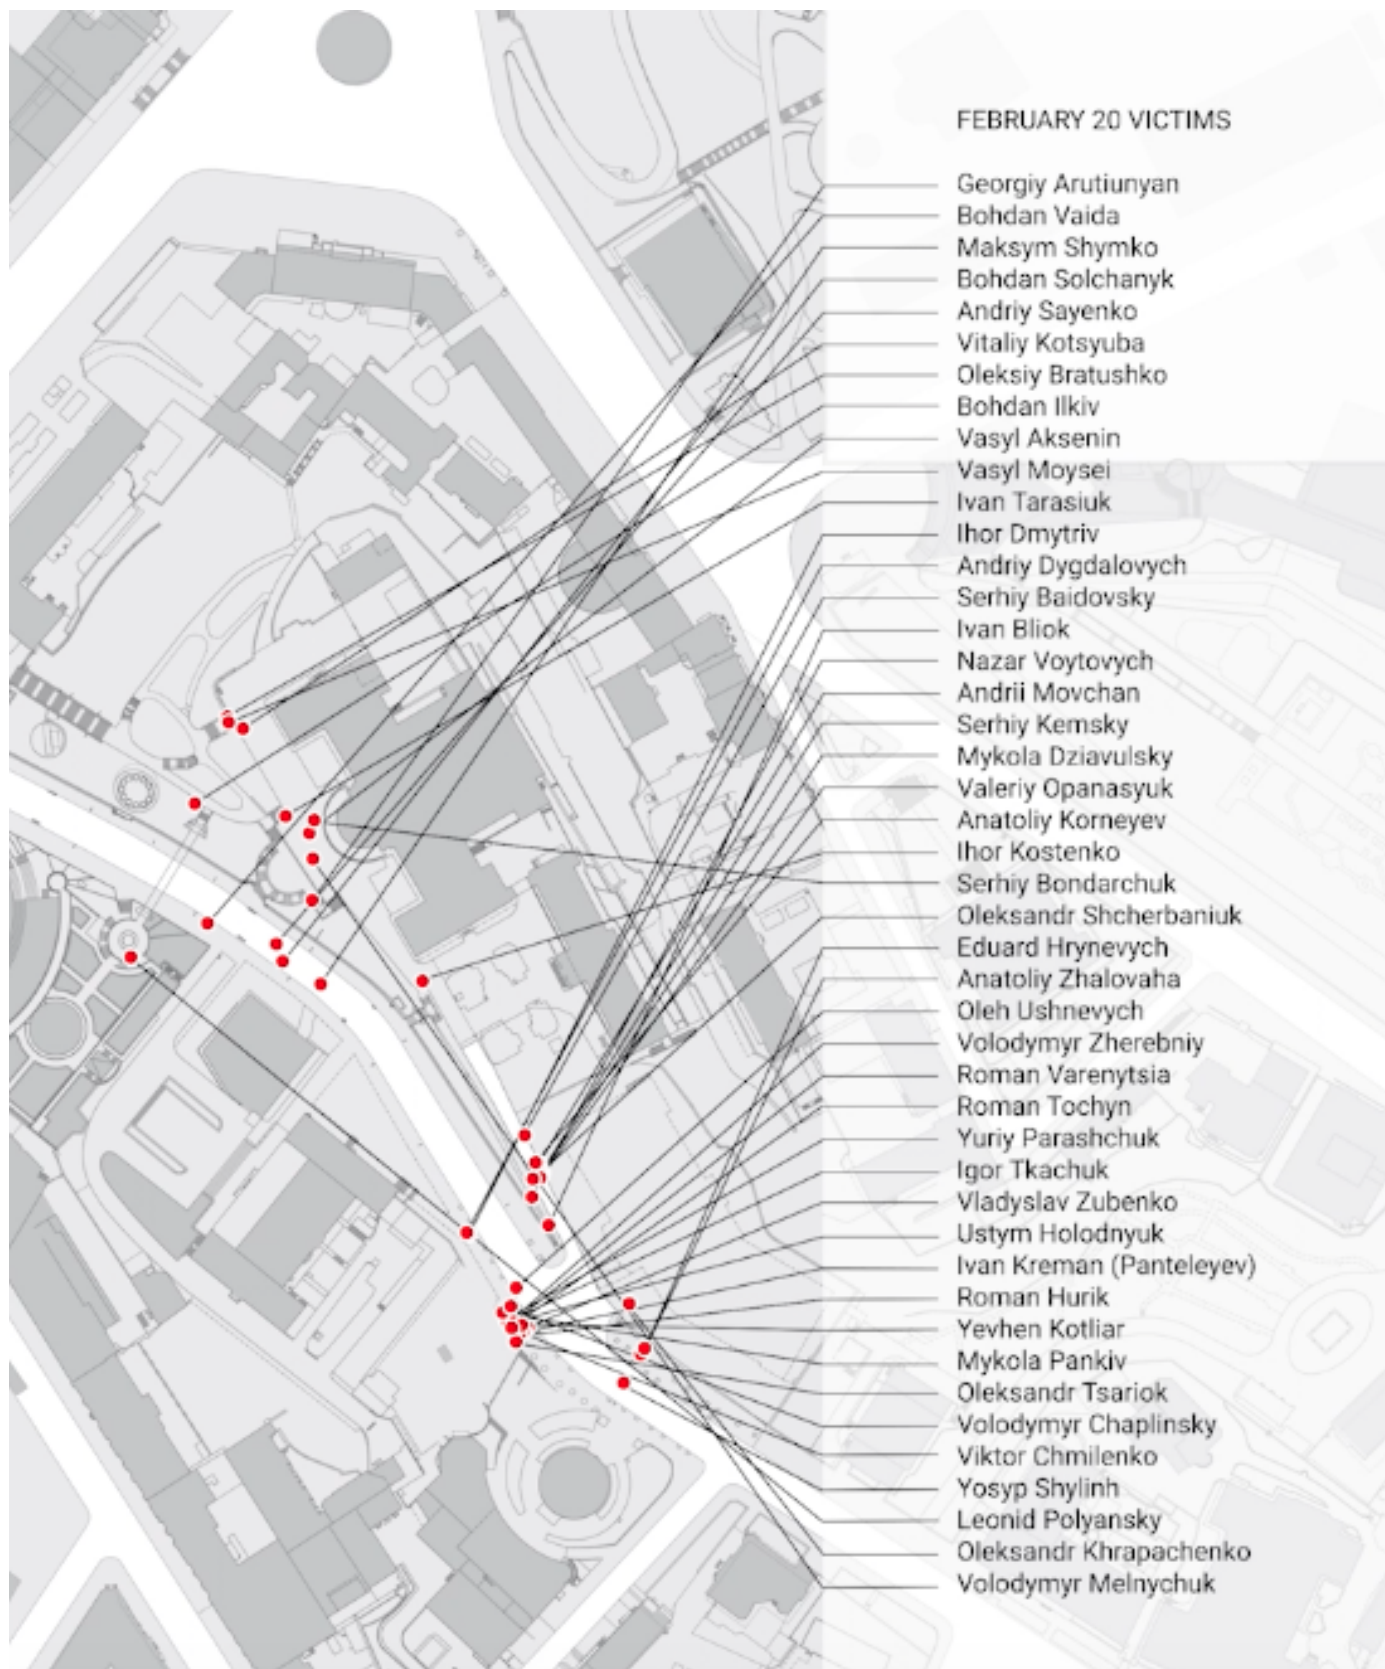 FEBRUARY 20 VICTIMS
Georgiy Arutiunyan
Bohdan Vaida
Maksym Shymko
Bohdan Solchanyk
Andriy Sayenko
Vitaliy Kotsyuba
Oleksiy Bratushko
Bohdan Ilkiv
Vasyl Aksenin
Vasyl Moysei
Ivan Tarasiuk
Ihor Dmytriv
Andriy Dygdalovych
Serhiy Baidovsky
Ivan Bliok
Nazar Voytovych
Andrii Movchan
Serhiy Kemsky
Mykola Dziavulsky
Valeriy Opanasyuk
Anatoliy Korneyev
Ihor Kostenko
Serhiy Bondarchuk
Oleksandr Shcherbaniuk
Eduard Hrynevych
Anatoliy Zhalovaha
Oleh Ushnevych
Volodymyr Zherebniy
Roman Varenytsia
Roman Tochyn
Yuriy Parashchuk
Igor Tkachuk
Vladyslav Zubenko
Ustym Holodnyuk
Ivan Kreman (Panteleyev)
Roman Hurik
Yevhen Kotliar
Mykola Pankiv
Oleksandr Tsariok
Volodymyr Chaplinsky
Viktor Chmilenko
Yosyp Shylinh
Leonid Polyansky
Oleksandr Khrapachenko
Volodymyr Melnychuk